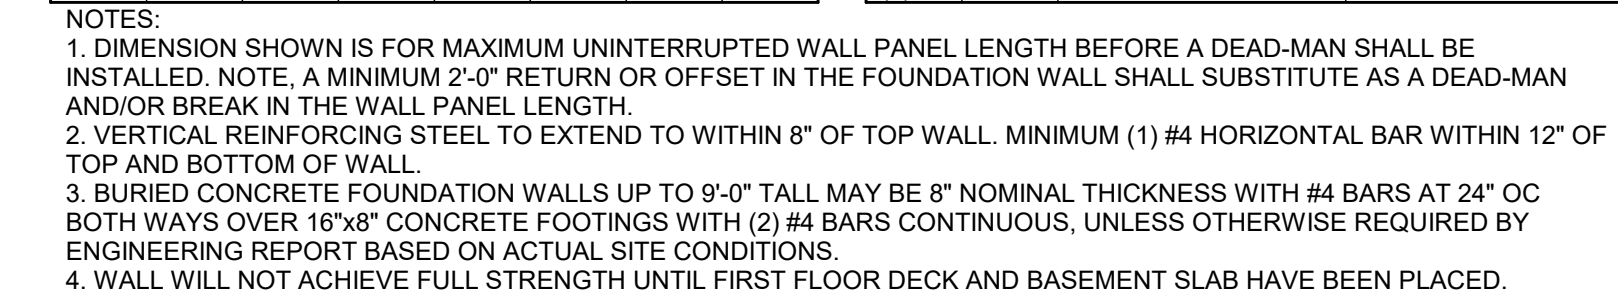 NOTES:
1. DIMENSION SHOWN IS FOR MAXIMUM UNINTERRUPTED WALL PANEL LENGTH BEFORE A DEAD-MAN SHALL BE
INSTALLED. NOTE, A MINIMUM 2'-0" RETURN OR OFFSET IN THE FOUNDATION WALL SHALL SUBSTITUTE AS A DEAD-MAN
AND/OR BREAK IN THE WALL PANEL LENGTH.
2. VERTICAL REINFORCING STEEL TO EXTEND TO WITHIN 8" OF TOP WALL. MINIMUM (1) #4 HORIZONTAL BAR WITHIN 12" OF
TOP AND BOTTOM OF WALL.
3. BURIED CONCRETE FOUNDATION WALLS UP TO 9'-0" TALL MAY BE 8" NOMINAL THICKNESS WITH #4 BARS AT 24" OC
BOTH WAYS OVER 16"x8" CONCRETE FOOTINGS WITH (2) #4 BARS CONTINUOUS, UNLESS OTHERWISE REQUIRED BY
ENGINEERING REPORT BASED ON ACTUAL SITE CONDITIONS.
4. WALL WILL NOT ACHIEVE FULL STRENGTH UNTIL FIRST FLOOR DECK AND BASEMENT SLAB HAVE BEEN PLACED.